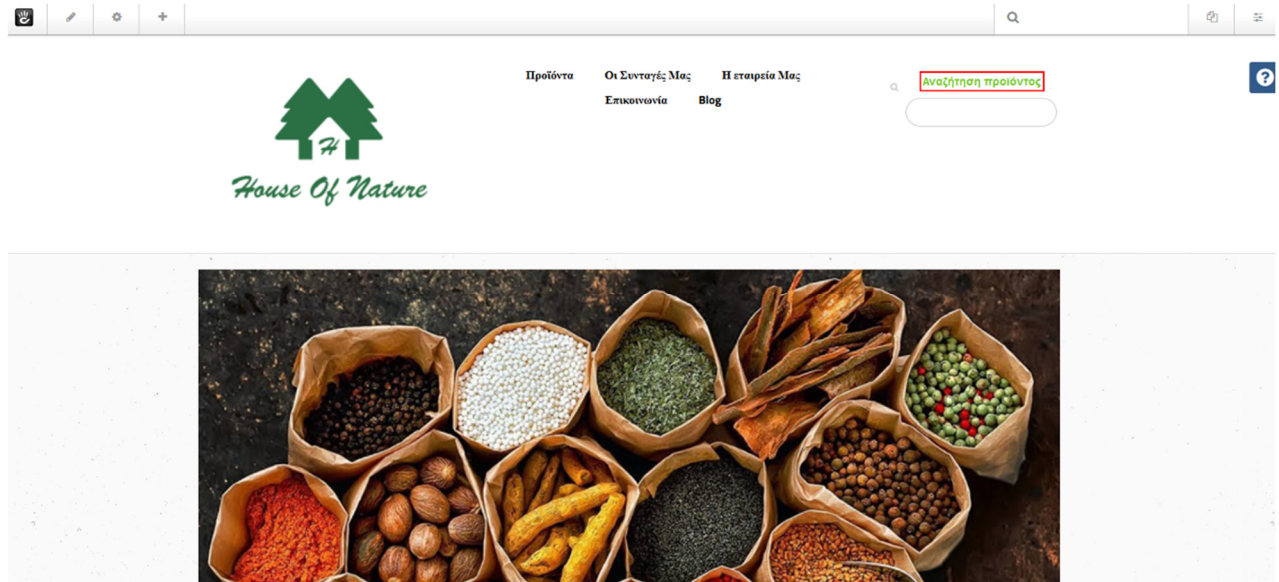 Προϊόντα Οι Συνταγές Μας Η εταιρεία Μας
Επικοινωνία Blog
Αναζήτηση προϊόντος
H
House Of Nature